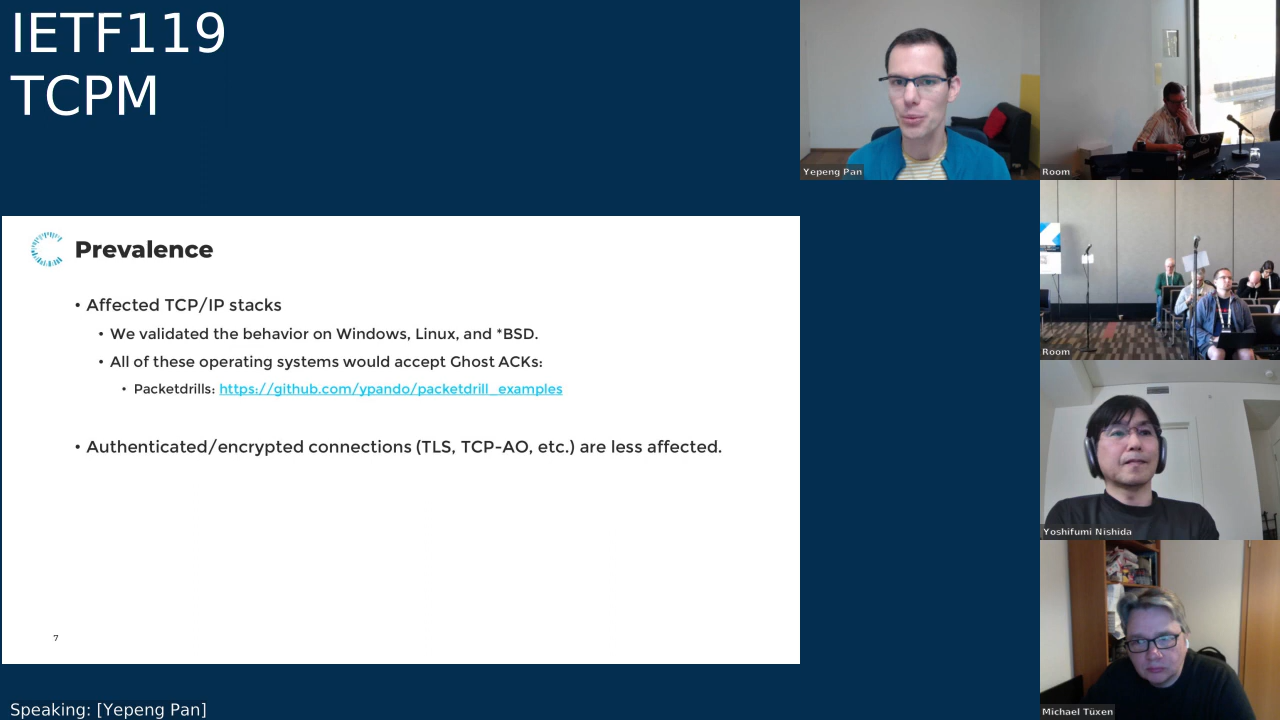 IETF119
TCPM
Yepeng Pan
Room
Prevalence
• Affected TCP/IP stacks
• We validated the behavior on Windows, Linux, and *BSD.
• All of these operating systems would accept Ghost ACKs:
• Packetdrills: https://github.com/ypando/packetdrill_examples
• Authenticated/encrypted connections (TLS, TCP-AO, etc.) are less affected.
7
Room
Yoshifumi Nishida
Michael Tüxen
Speaking: [Yepeng Pan]